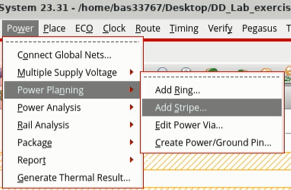 System 23.31 - /home/bas33767/Desktop/DD_Lab_exercis
Power Place ECO Clock Route Timing Verify Pegasus
Connect Global Nets...
Multiple Supply Voltage
Power Planning
Power Analysis
Rail Analysis
Package
Report
Generate Thermal Result...
Add Ring...
Add Stripe...
Edit Power Via...
Create Power/Ground Pin...